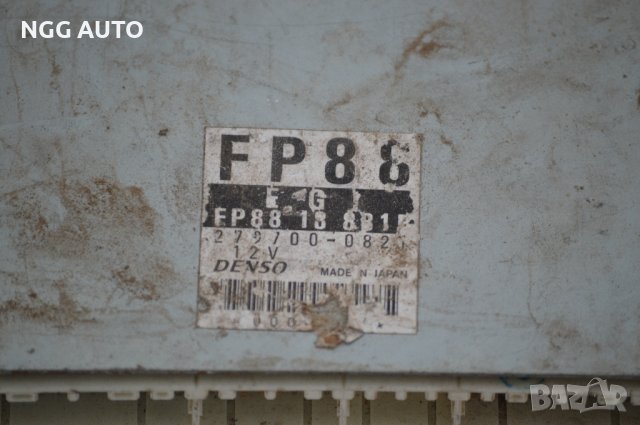 NGG AUTO
FP88
E G I
FP88 18 881
279700-082
12V
DENSO MADE IN JAPAN
BAZAR